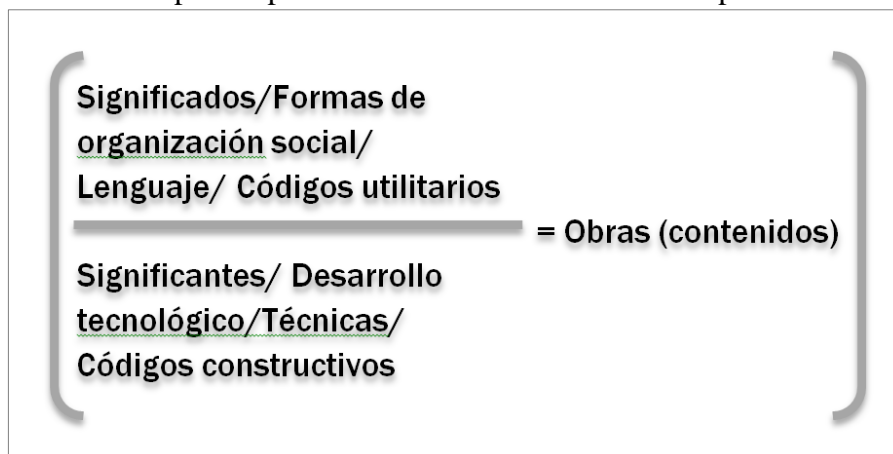 Significados/Formas de
organización social/
Lenguaje/ Códigos utilitarios
= Obras (contenidos)
Significantes/ Desarrollo
tecnológico/Técnicas/
Códigos constructivos